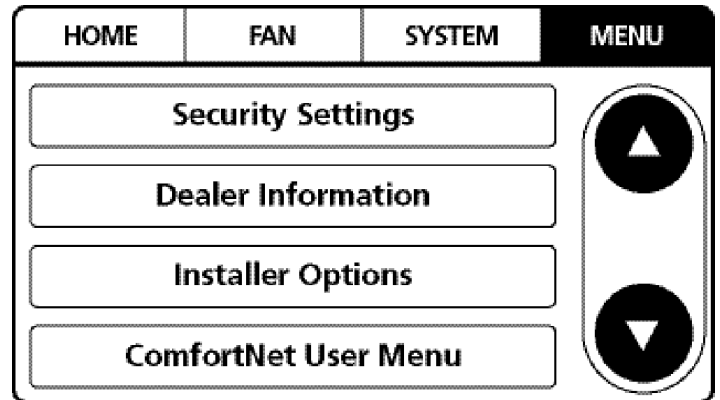 HOME FAN SYSTEM MENU
Security Settings
Dealer Information
Installer Options
ComfortNet User Menu